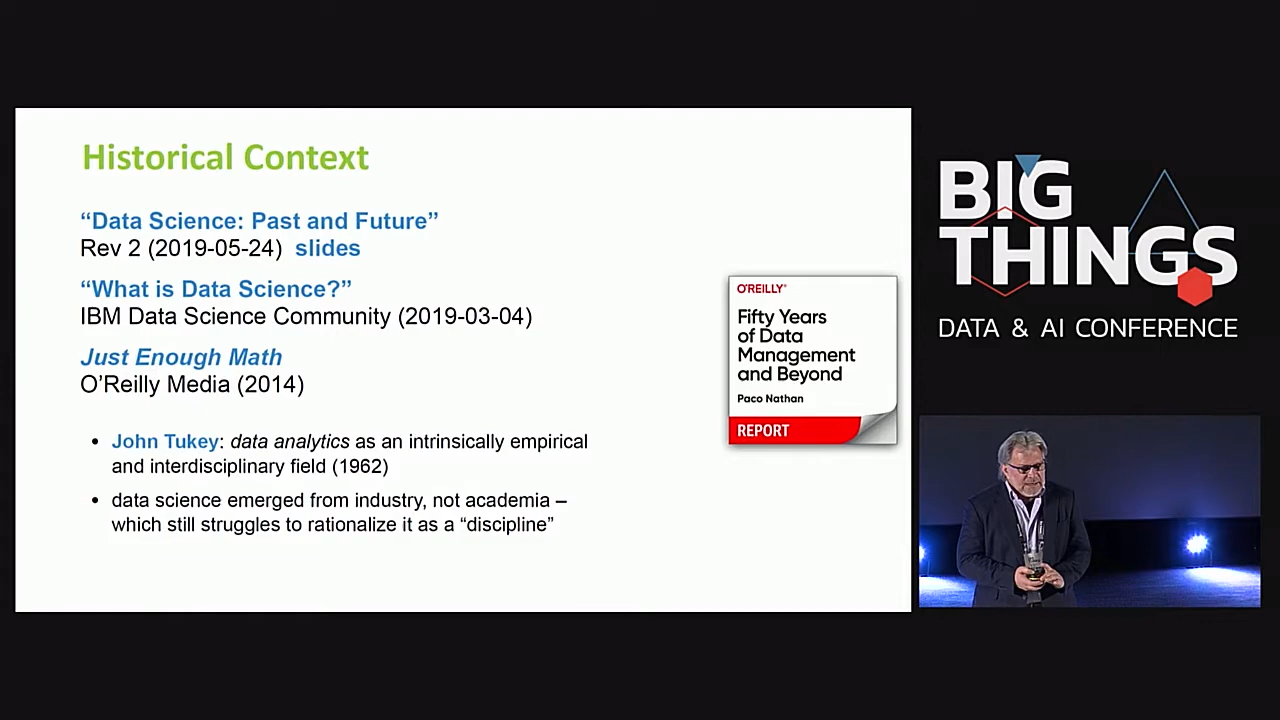 Historical Context
“Data Science: Past and Future”
Rev 2 (2019-05-24) slides
“What is Data Science?”
IBM Data Science Community (2019-03-04)
Just Enough Math
O’Reilly Media (2014)
• John Tukey: data analytics as an intrinsically empirical
and interdisciplinary field (1962)
• data science emerged from industry, not academia –
which still struggles to rationalize it as a “discipline”
O'REILLY®
Fifty Years
of Data
Management
and Beyond
Paco Nathan
REPORT
BIG
THINGS
DATA & AI CONFERENCE